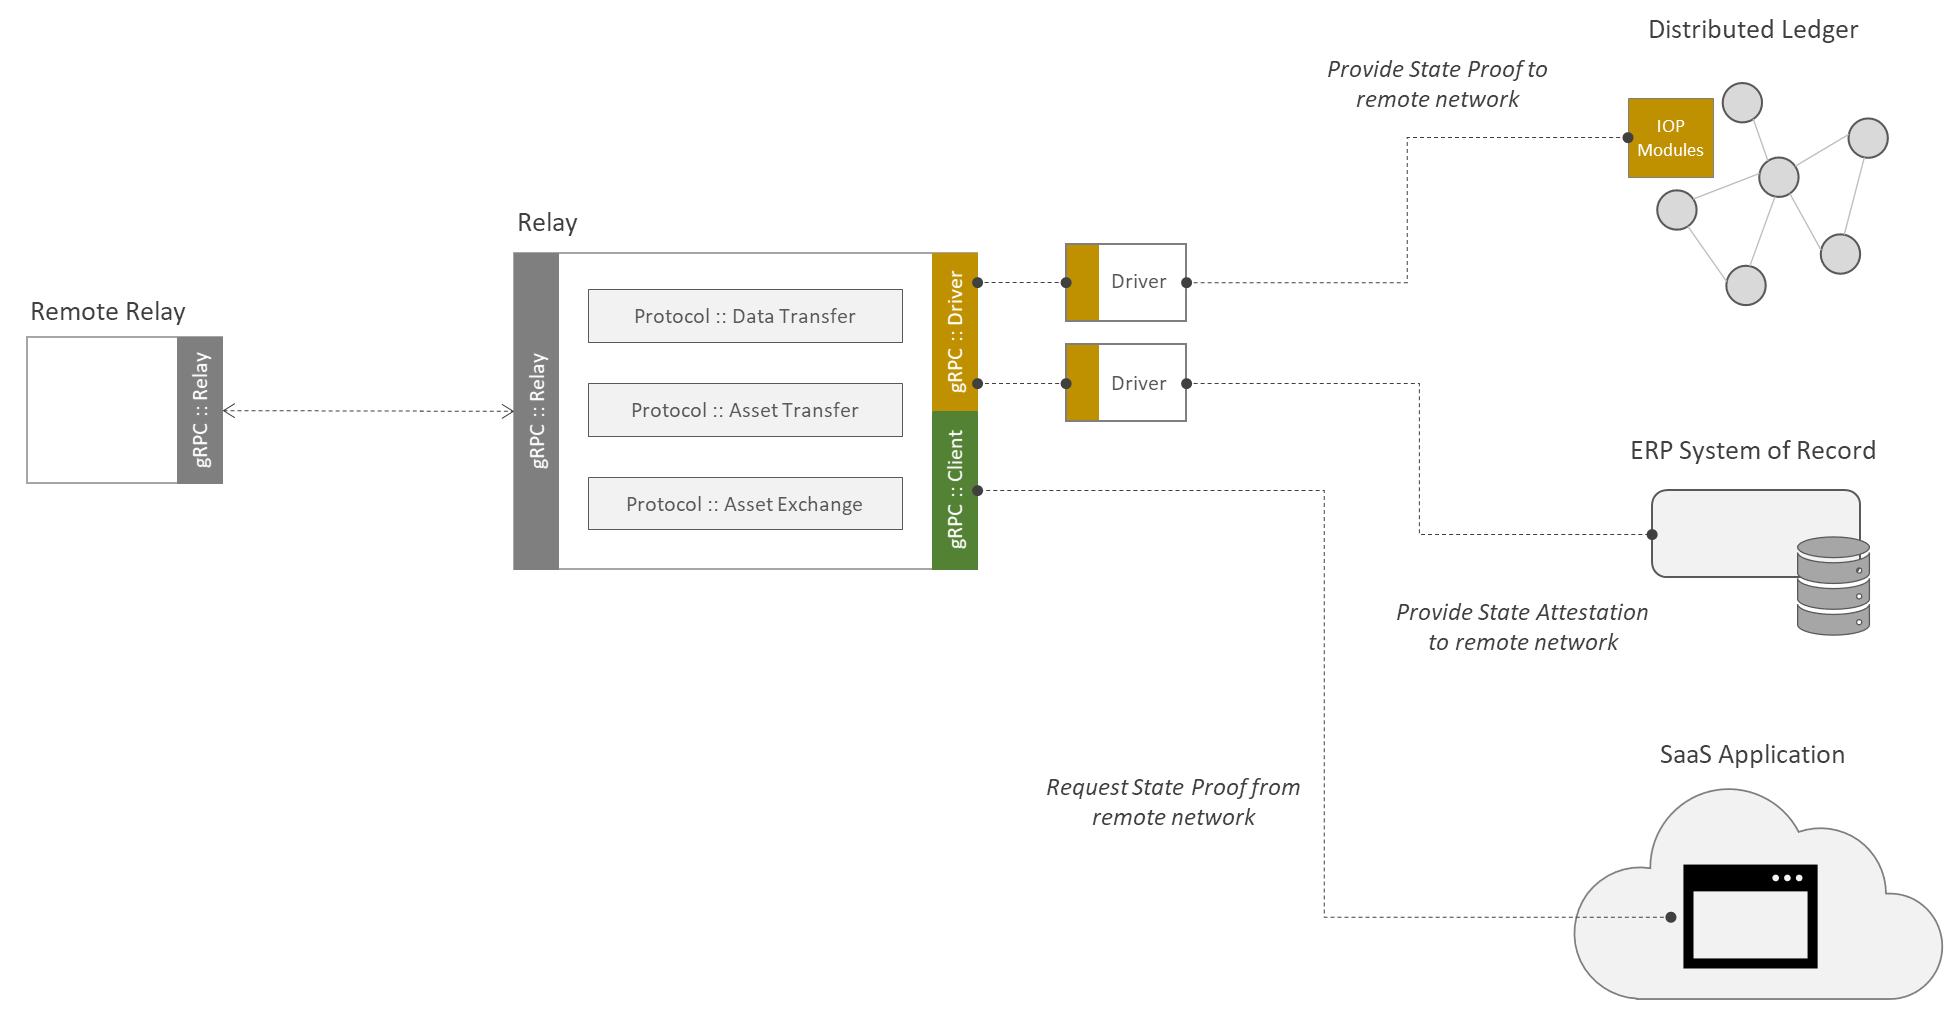 Distributed Ledger
Provide State Proof to
remote network
IOP
Modules
Relay
Remote Relay
gRPC :: Relay
gRPC :: Relay
Protocol :: Data Transfer
Protocol :: Asset Transfer
Protocol :: Asset Exchange
gRPC :: Driver
gRPC :: Client
Driver
Driver
ERP System of Record
Provide State Attestation
to remote network
SaaS Application
Request State Proof from
remote network